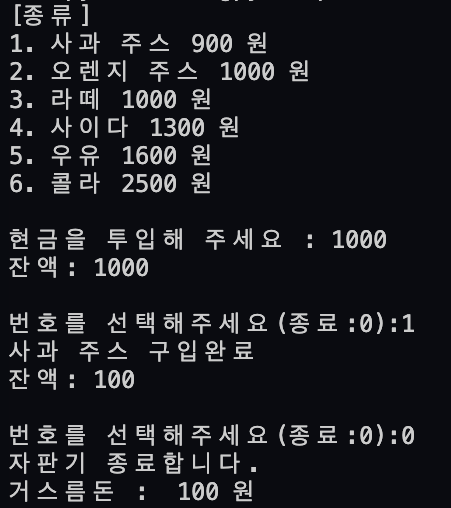 [종류]
1. 사과 주스 900 원
2. 오렌지 주스 1000 원
3. 라떼 1000 원
4. 사이다 1300 원
5. 우유 1600 원
6. 콜라 2500 원
현금을 투입해 주세요 : 1000
잔액: 1000
번호를 선택해주세요(종료:0):1
사과 주스 구입완료
잔액: 100
번호를 선택해주세요(종료:0):0
자판기 종료합니다.
거스름돈 :  100 원